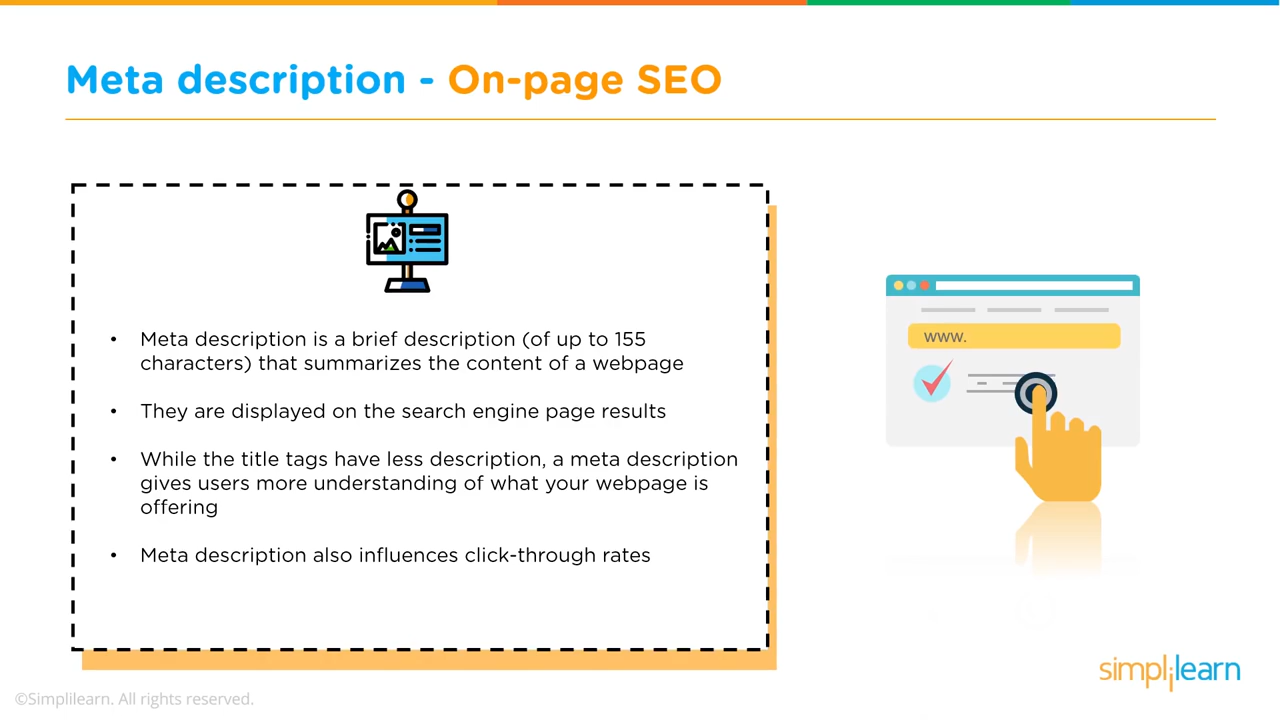 Meta description - On-page SEO
• Meta description is a brief description (of up to 155
characters) that summarizes the content of a webpage
• They are displayed on the search engine page results
• While the title tags have less description, a meta description
gives users more understanding of what your webpage is
offering
• Meta description also influences click-through rates
www.
simplilearn
©Simplilearn. All rights reserved.